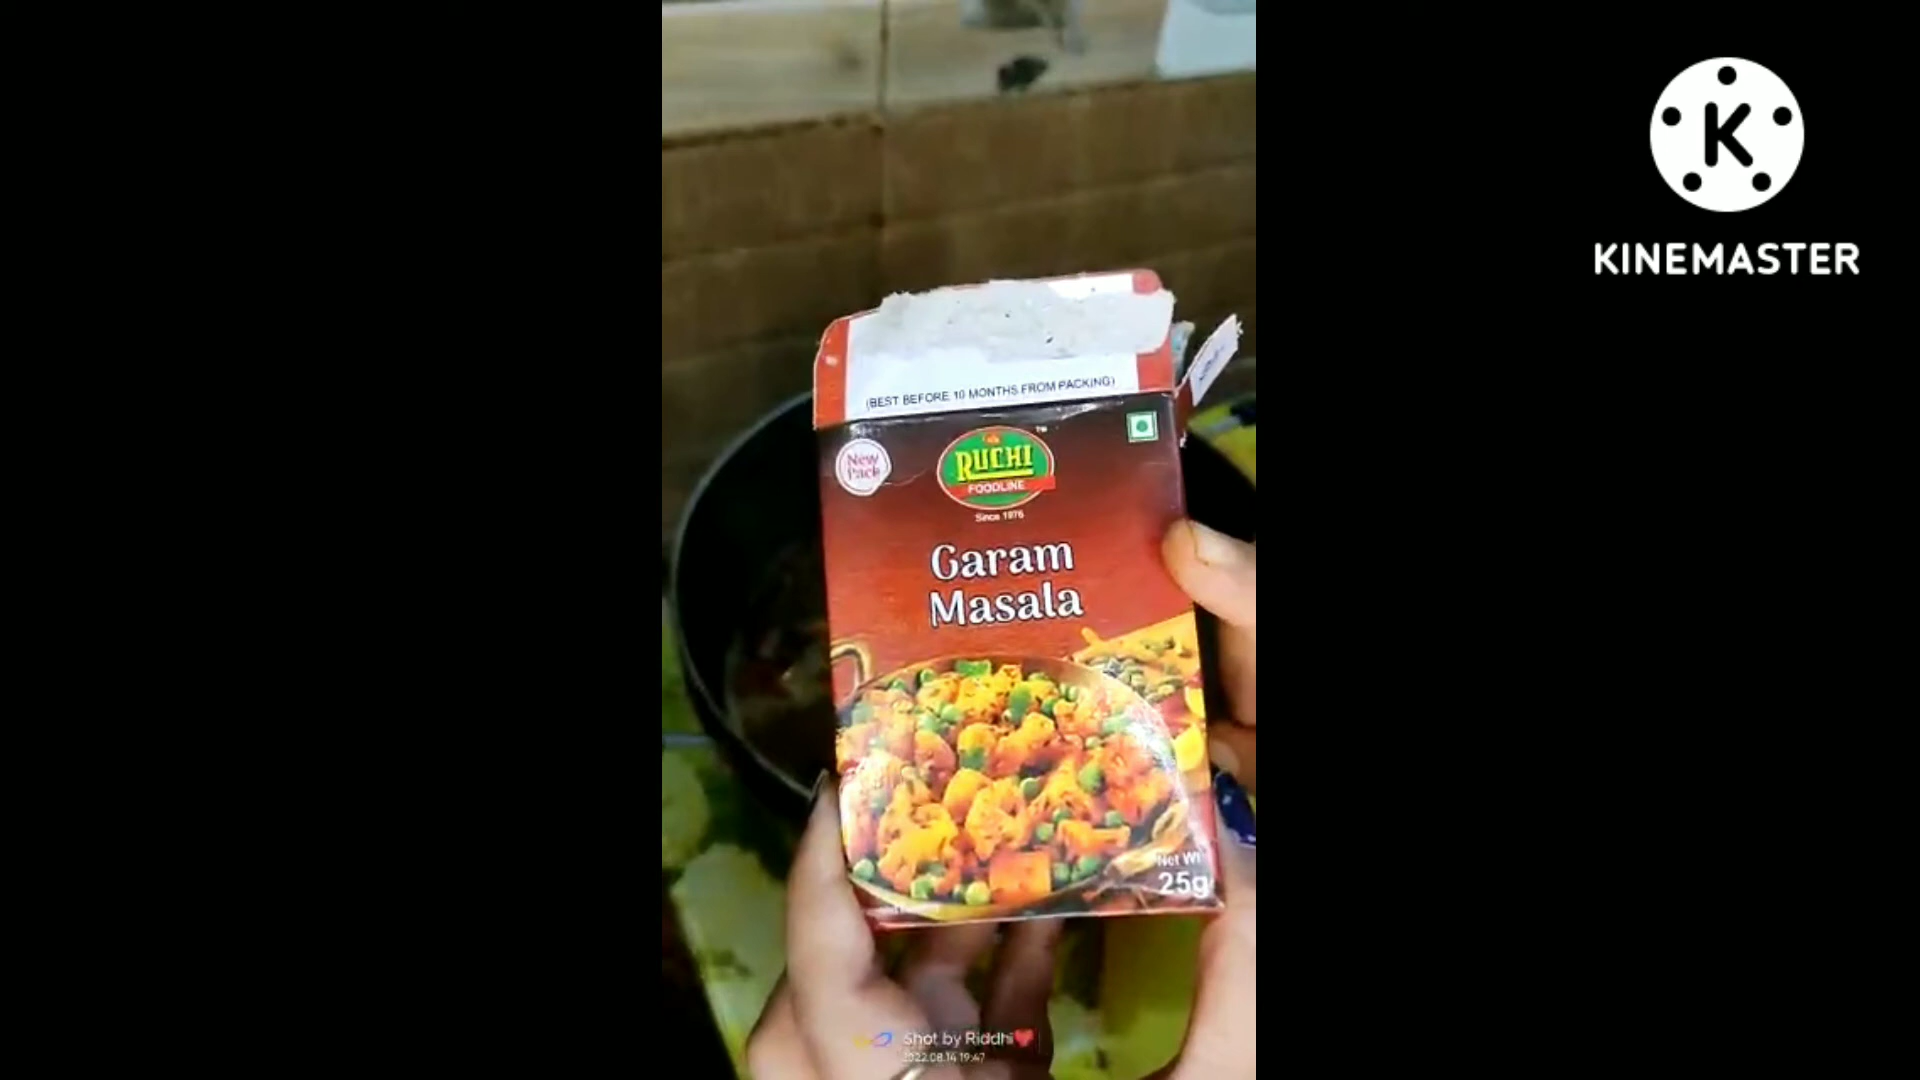 KINEMASTER
(BEST BEFORE 10 MONTHS FROM PACKING)
New
Pack
RUCHI
FOODLINE
Since 1976
Garam
Masala
Net Wt
25g
Shot by Riddhi
2022.08.14 19:47